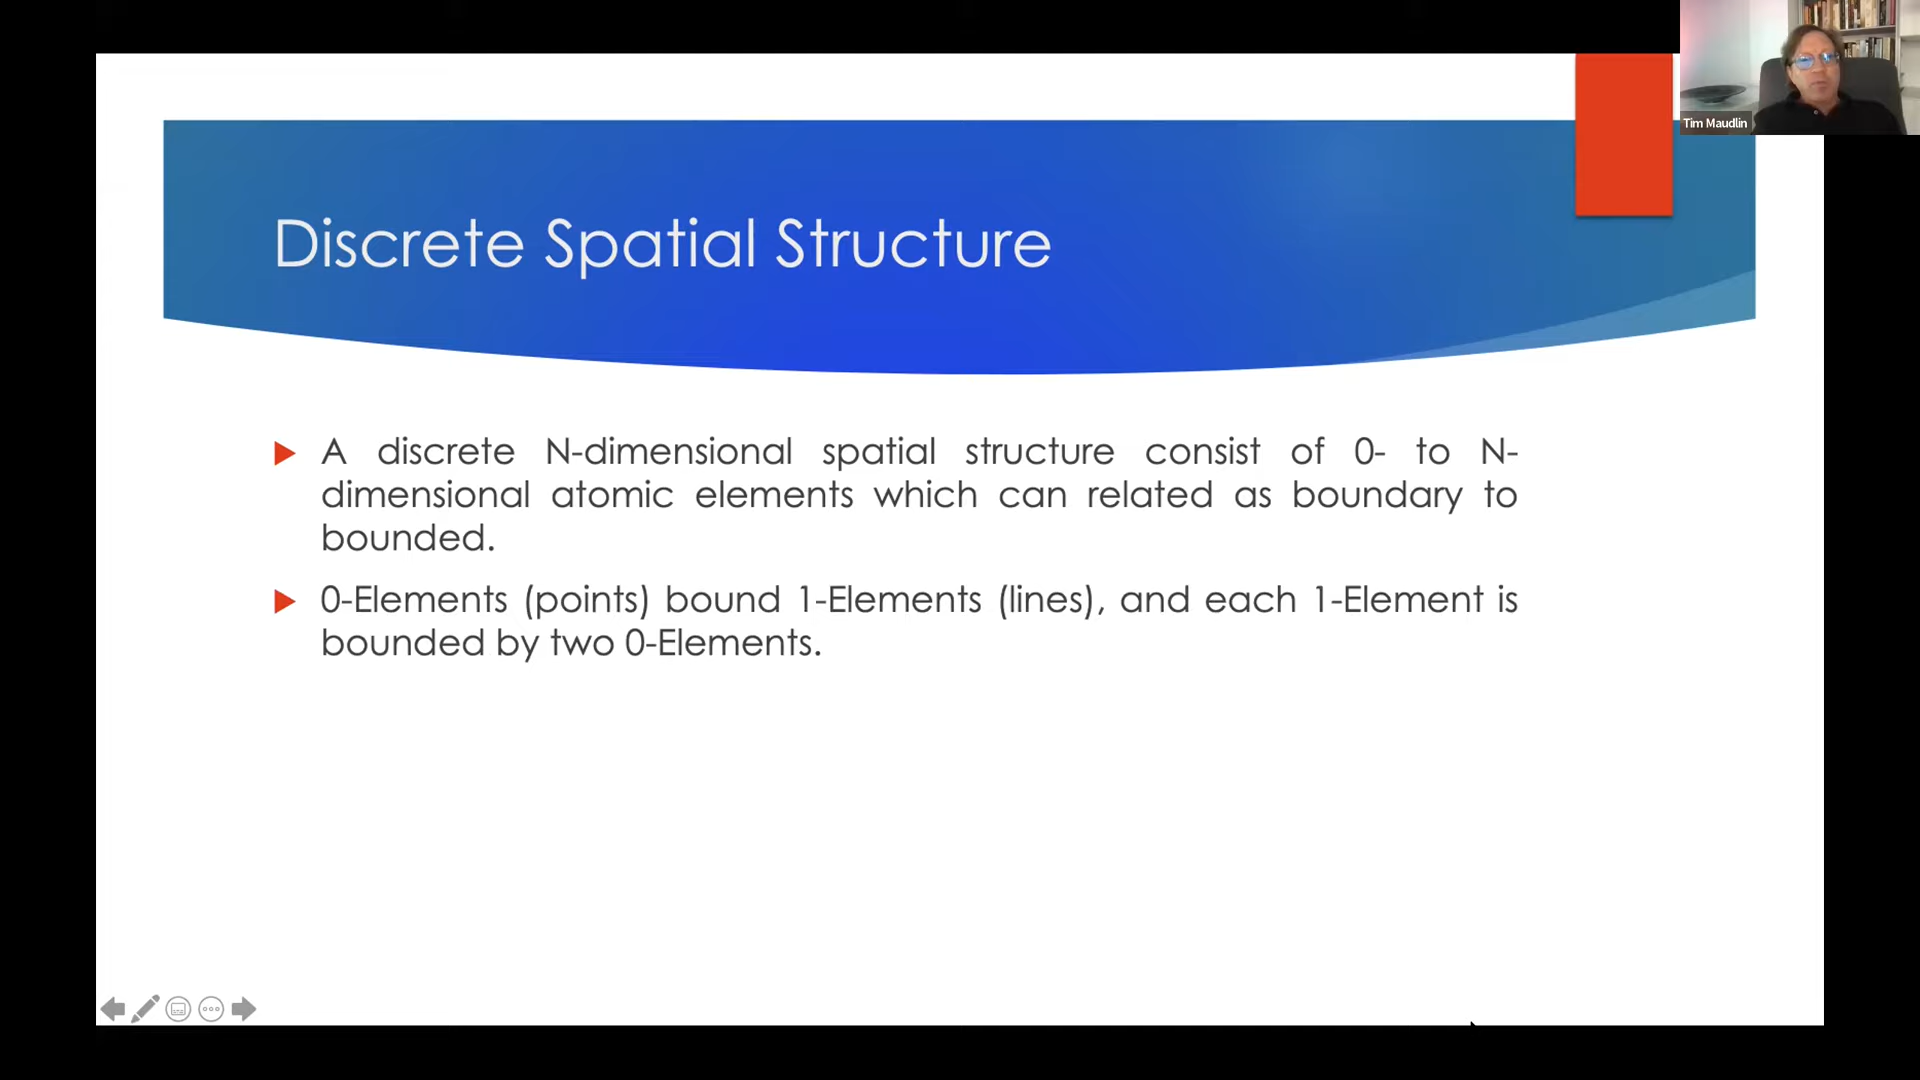 Tim Maudlin
Discrete Spatial Structure
A discrete N-dimensional spatial structure consist of 0- to N-
dimensional atomic elements which can related as boundary to
bounded.
0-Elements (points) bound 1-Elements (lines), and each 1-Element is
bounded by two 0-Elements.